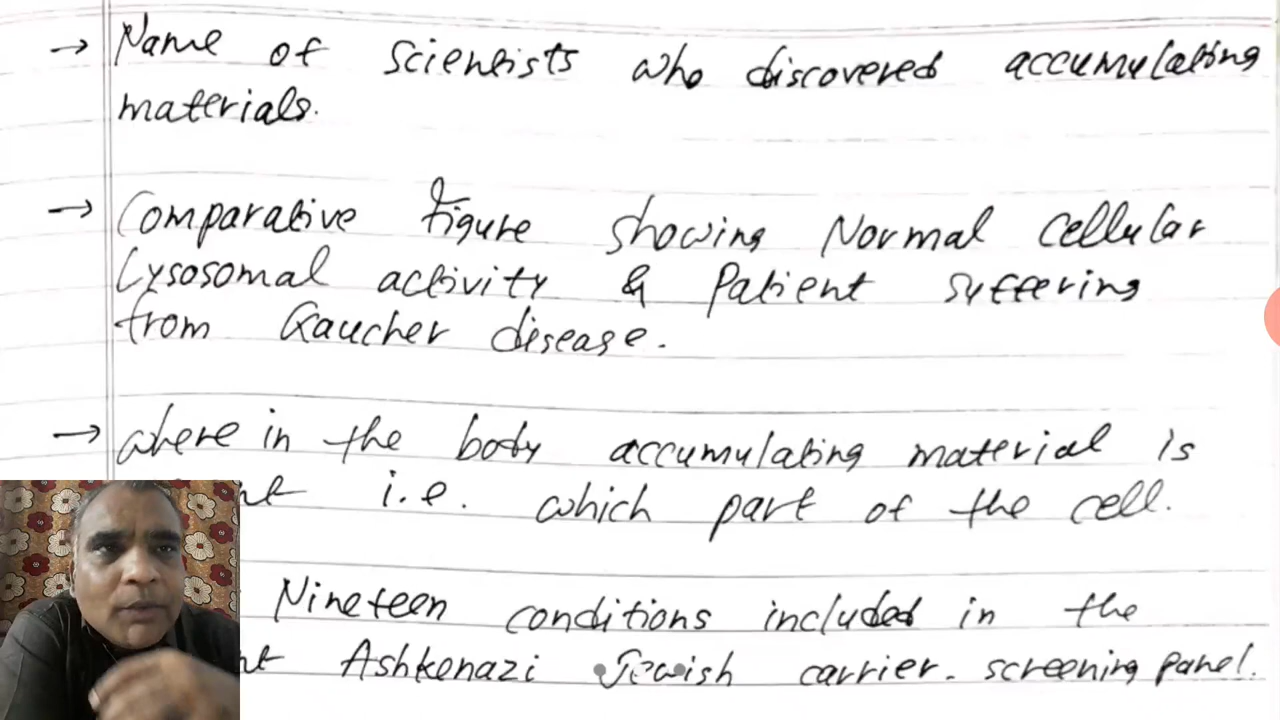 → Name of Scientists who discovered accumulating
materials.
→ Comparative figure showing Normal cellular
Lysosomal activity & Patient suffering
from Gaucher disease.
→ where in the body accumulating material is
i.e. which part of the cell.
Nineteen conditions included in the
Ashkenazi Jewish carrier screening panel.